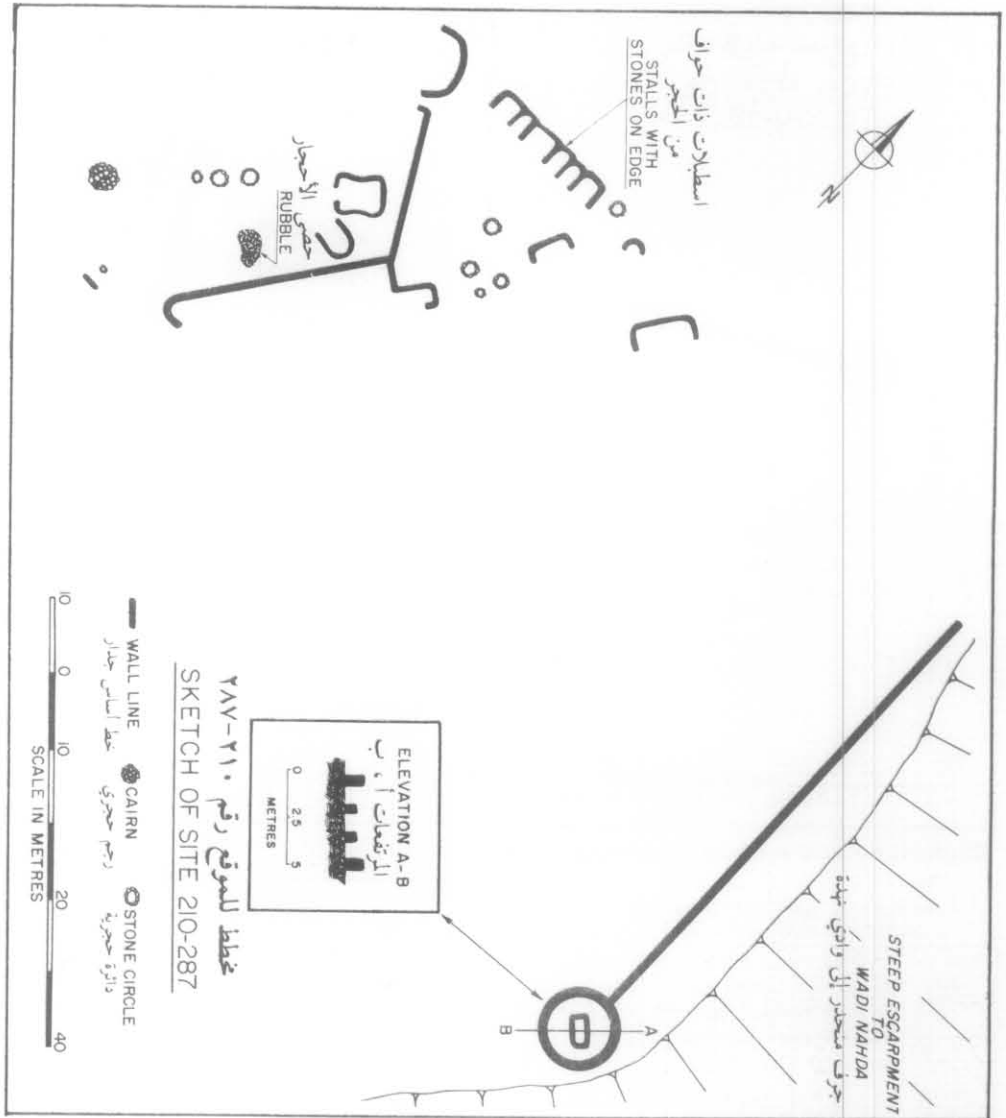 اسطبلات ذات حواف
من الحجر
STALLS WITH
STONES ON EDGE
N
حصى الأحجار
RUBBLE
STEEP ESCARPMENT
TO
WADI NAHDA
جرف منحدر إلى وادي نهدة
A
B
ELEVATION A-B
المرتفعات أ ، ب
0 2.5 5
METRES
مخطط للموقع رقم ٢١٠-٢٨٧
SKETCH OF SITE 210-287
WALL LINE CAIRN STONE CIRCLE
خط أساس جدار رجم حجري دائرة حجرية
10 0 10 20 40
SCALE IN METRES